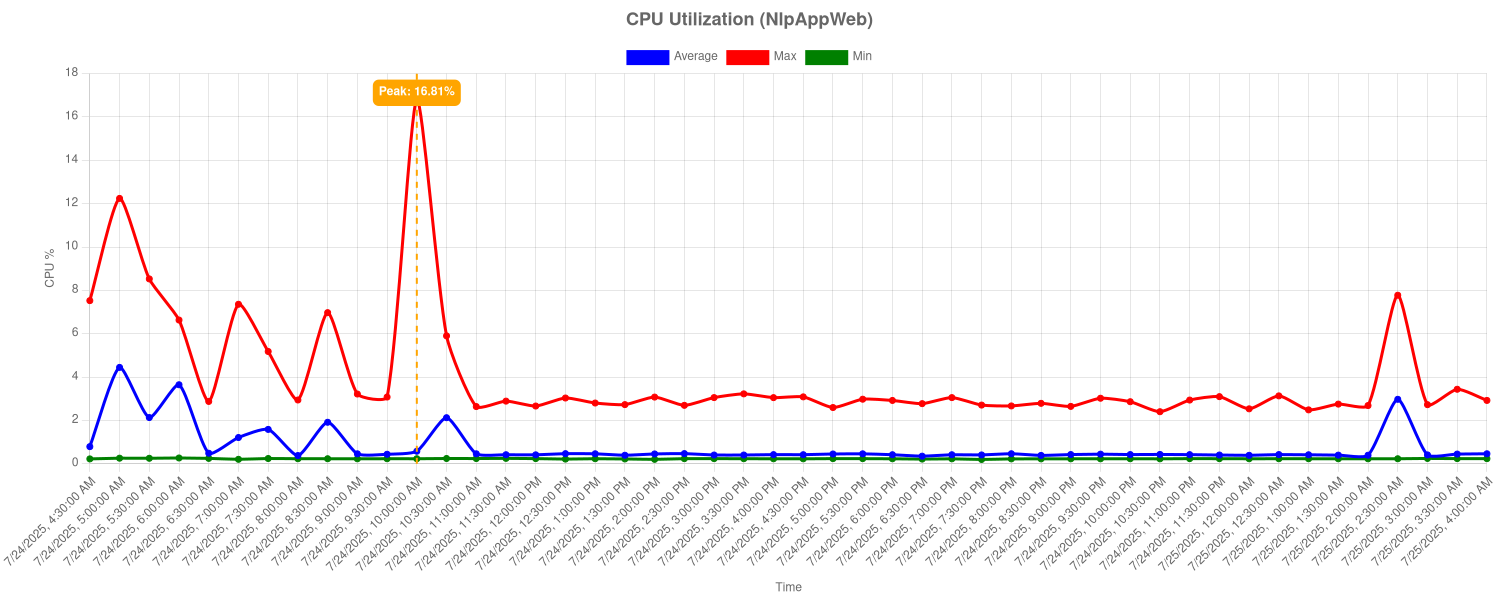 CPU Utilization (NlpAppWeb)
Average Max Min
Peak: 16.81%
18
16
14
12
10
8
6
4
2
0
CPU %
7/24/2025, 4:30:00 AM
7/24/2025, 5:00:00 AM
7/24/2025, 5:30:00 AM
7/24/2025, 6:00:00 AM
7/24/2025, 6:30:00 AM
7/24/2025, 7:00:00 AM
7/24/2025, 7:30:00 AM
7/24/2025, 8:00:00 AM
7/24/2025, 8:30:00 AM
7/24/2025, 9:00:00 AM
7/24/2025, 9:30:00 AM
7/24/2025, 10:00:00 AM
7/24/2025, 10:30:00 AM
7/24/2025, 11:00:00 AM
7/24/2025, 11:30:00 AM
7/24/2025, 12:00:00 PM
7/24/2025, 12:30:00 PM
7/24/2025, 1:00:00 PM
7/24/2025, 1:30:00 PM
7/24/2025, 2:00:00 PM
7/24/2025, 2:30:00 PM
7/24/2025, 3:00:00 PM
7/24/2025, 3:30:00 PM
7/24/2025, 4:00:00 PM
7/24/2025, 4:30:00 PM
7/24/2025, 5:00:00 PM
7/24/2025, 5:30:00 PM
7/24/2025, 6:00:00 PM
7/24/2025, 6:30:00 PM
7/24/2025, 7:00:00 PM
7/24/2025, 7:30:00 PM
7/24/2025, 8:00:00 PM
7/24/2025, 8:30:00 PM
7/24/2025, 9:00:00 PM
7/24/2025, 9:30:00 PM
7/24/2025, 10:00:00 PM
7/24/2025, 10:30:00 PM
7/24/2025, 11:00:00 PM
7/24/2025, 11:30:00 PM
7/25/2025, 12:00:00 AM
7/25/2025, 12:30:00 AM
7/25/2025, 1:00:00 AM
7/25/2025, 1:30:00 AM
7/25/2025, 2:00:00 AM
7/25/2025, 2:30:00 AM
7/25/2025, 3:00:00 AM
7/25/2025, 3:30:00 AM
7/25/2025, 4:00:00 AM
Time